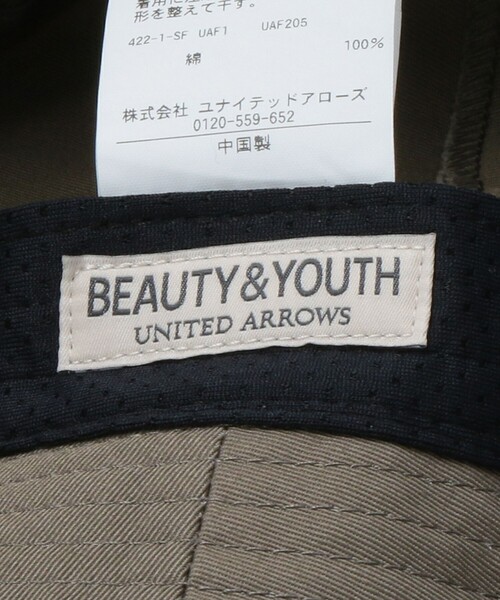 形を整えて干す。
422-1-SF UAF1 UAF205
綿 100%
株式会社 ユナイテッドアローズ
0120-559-652
中国製
BEAUTY&YOUTH
UNITED ARROWS